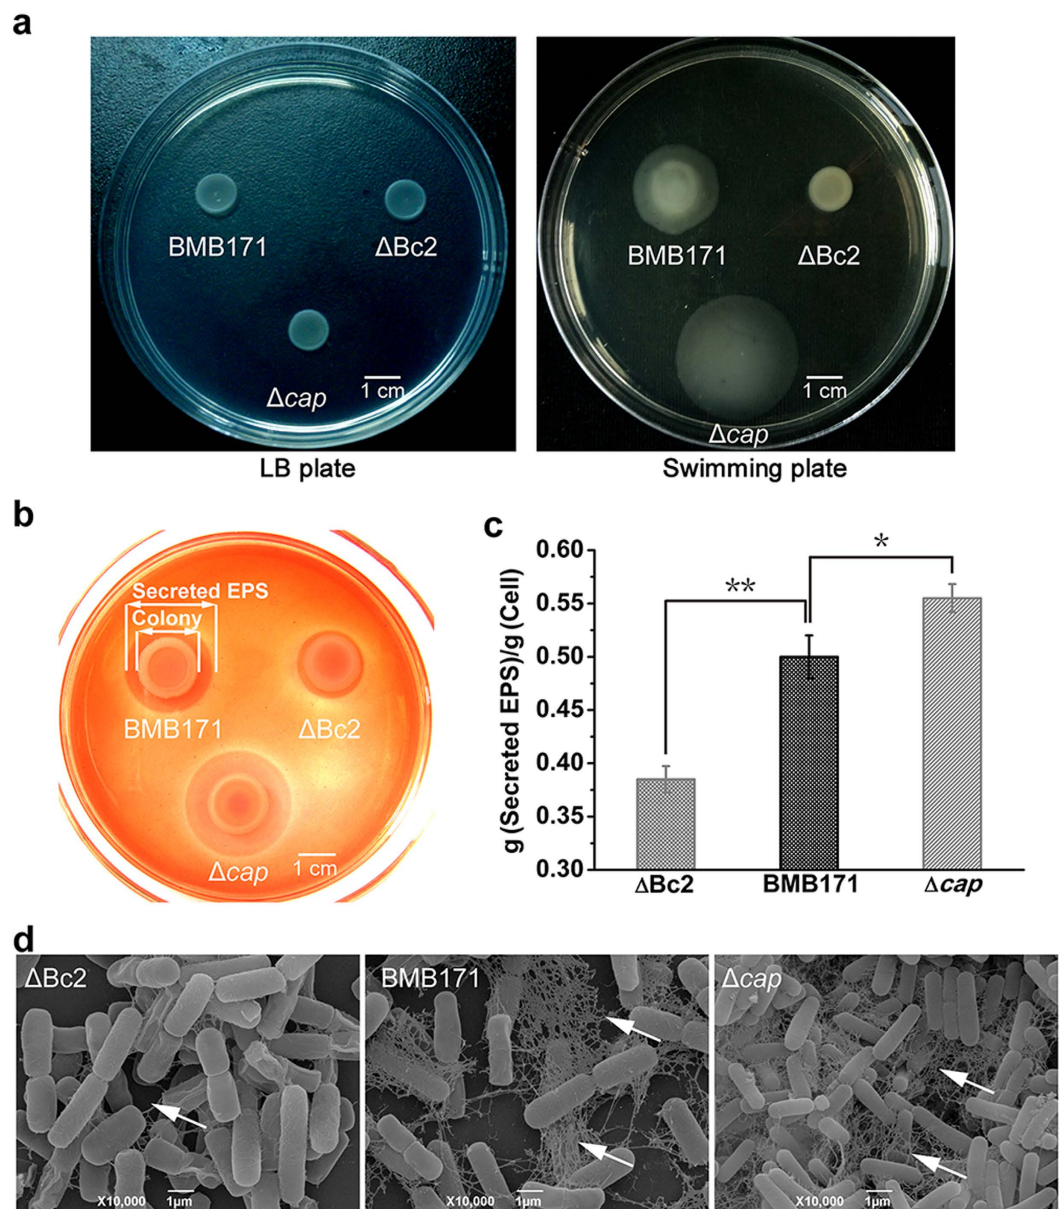 a
BMB171
ΔBc2
Δcap
1 cm
LB plate
BMB171
ΔBc2
Δcap
1 cm
Swimming plate
b
Secreted EPS
Colony
BMB171
ΔBc2
Δcap
1 cm
c
g (Secreted EPS)/g (Cell)
0.60
0.55
0.50
0.45
0.40
0.35
0.30
**
*
ΔBc2
BMB171
Δcap
d
ΔBc2
X10,000 1µm
BMB171
X10,000 1µm
Δcap
X10,000 1µm